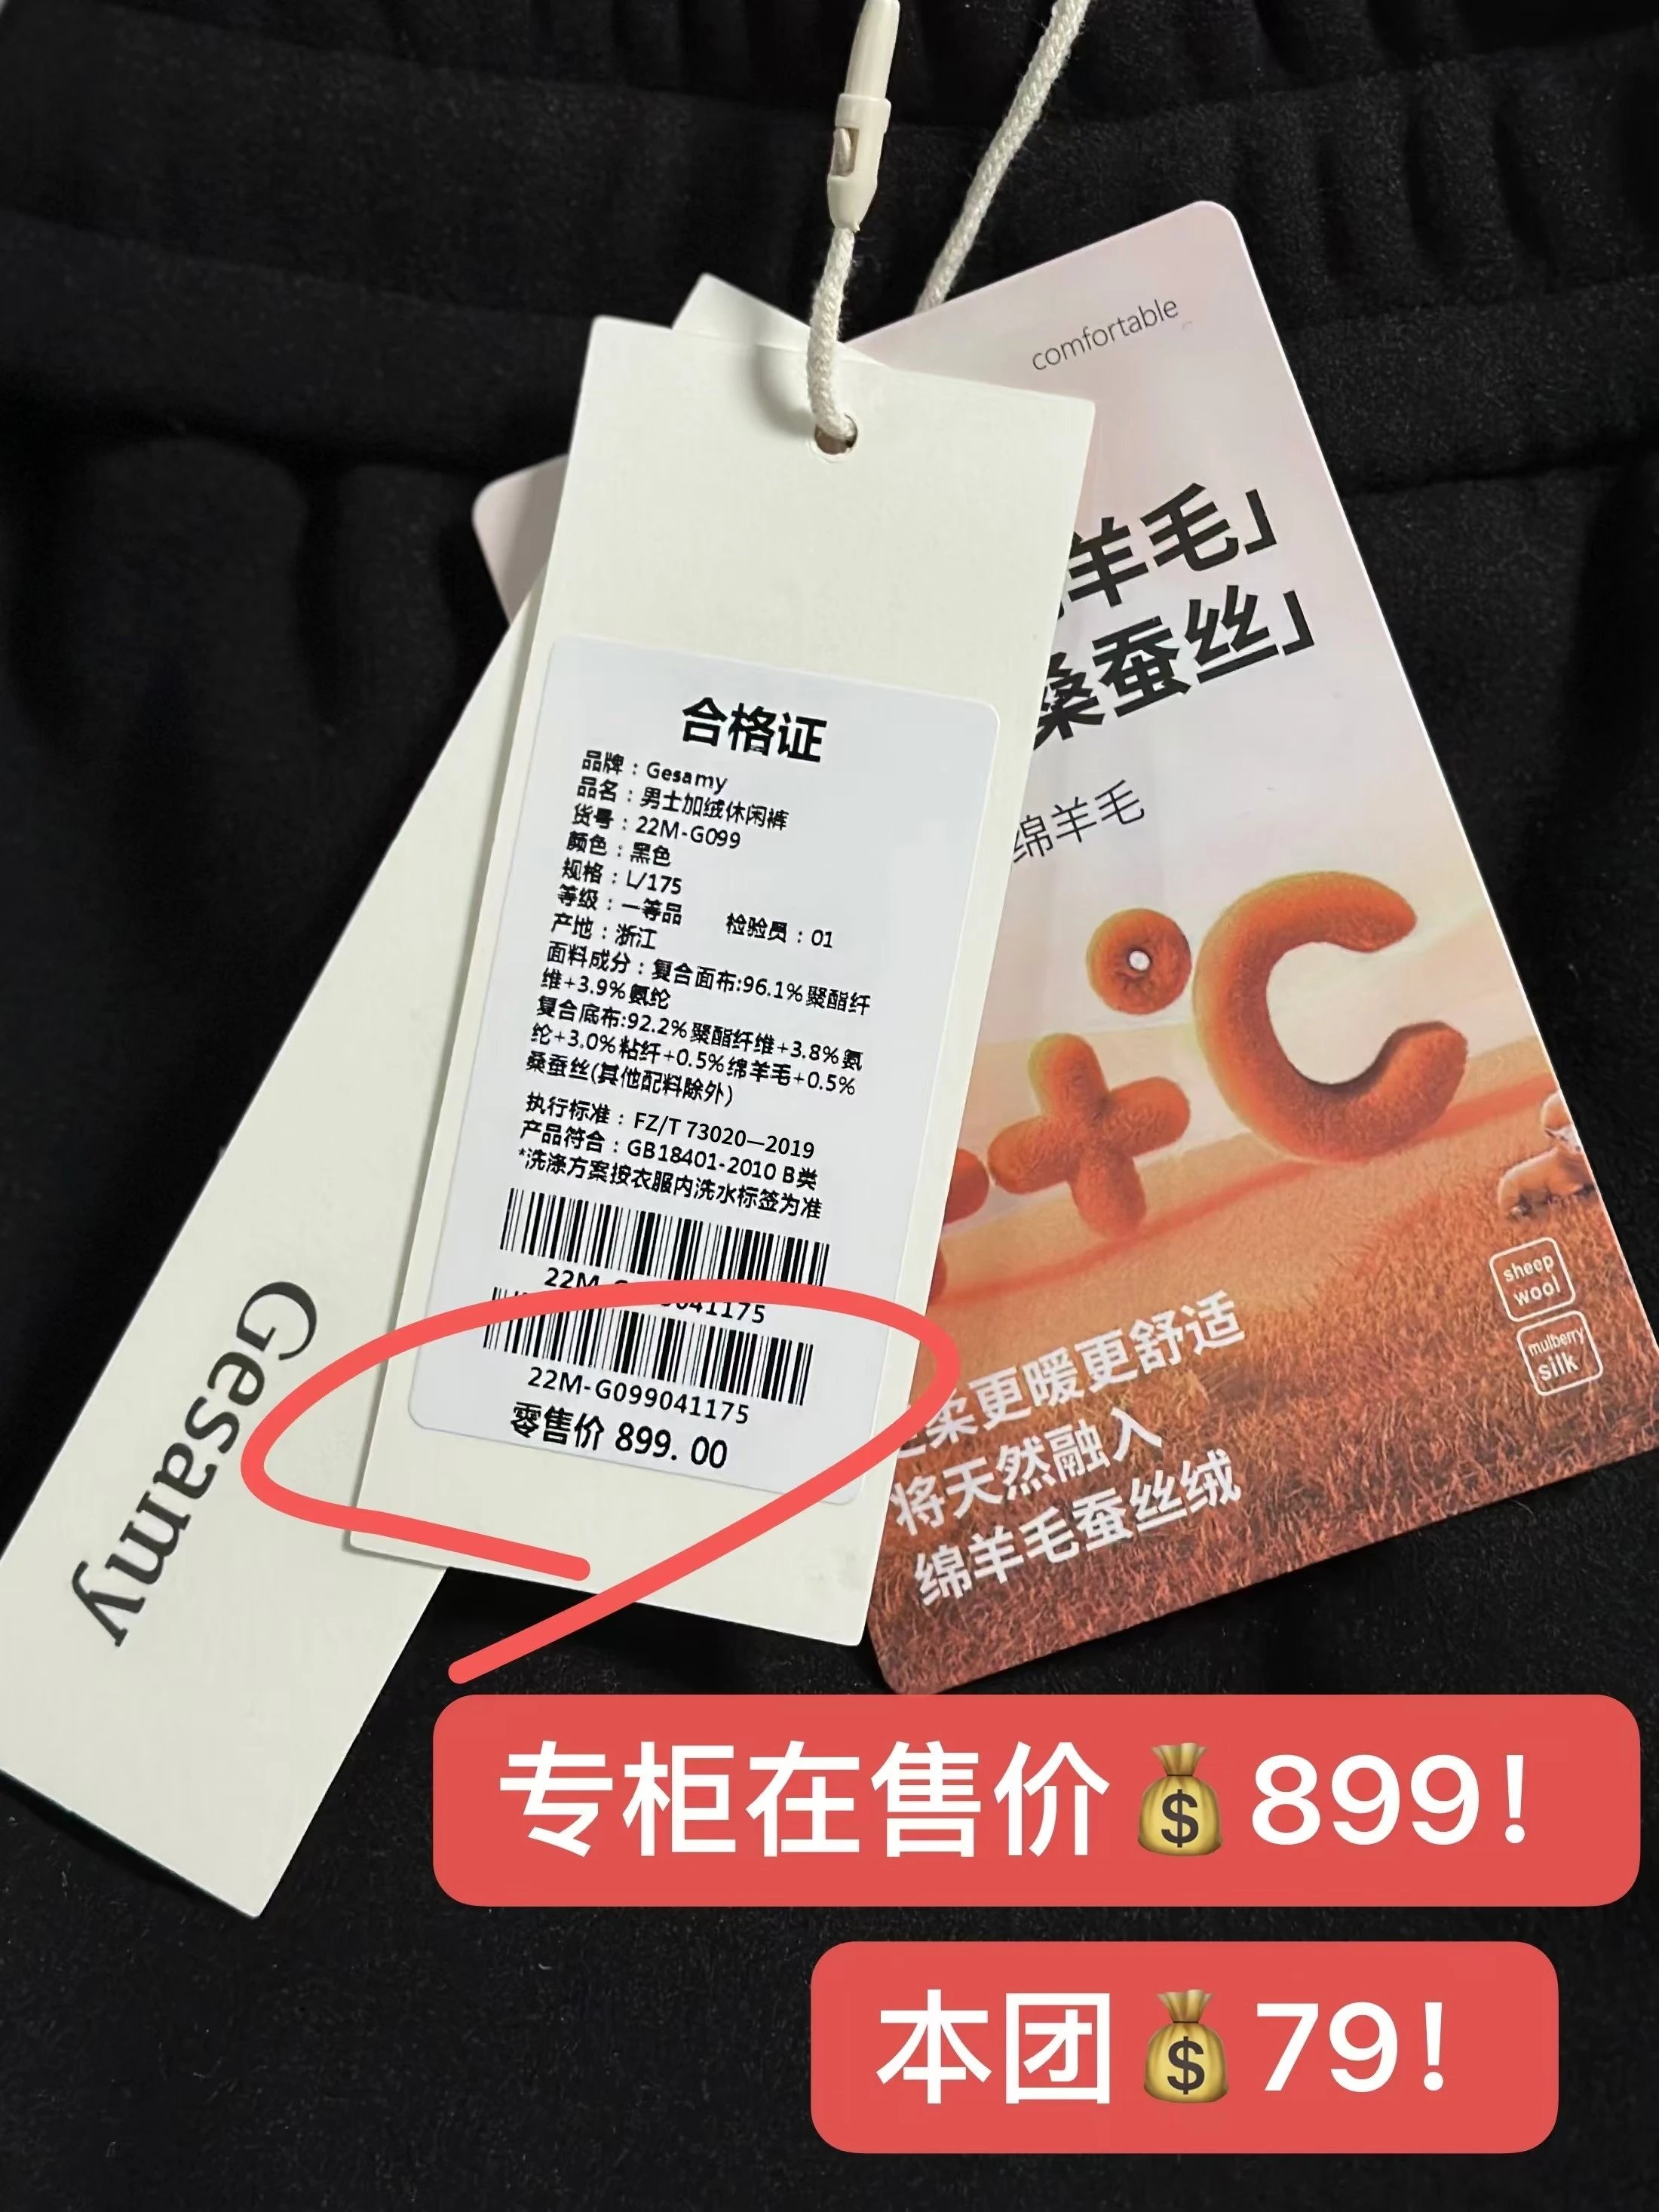 comfortable
羊毛」
桑蚕丝」
绵羊毛
合格证
品牌：Gesamy
品名：男士加绒休闲裤
货号：22M-G099
颜色：黑色
规格：L/175
等级：一等品 检验员：01
产地：浙江
面料成分：复合面布:96.1%聚酯纤
维+3.9%氨纶
复合底布:92.2%聚酯纤维+3.8%氨
纶+3.0%粘纤+0.5%绵羊毛+0.5%
桑蚕丝(其他配料除外)
执行标准：FZ/T 73020—2019
产品符合：GB18401-2010 B类
*洗涤方案按衣服内洗水标签为准
22M-G099041175
零售价 899.00
℃
+
sheep
wool
mulberry
silk
柔更暖更舒适
将天然融入
绵羊毛蚕丝绒
Gesamy
专柜在售价💰899！
本团💰79！